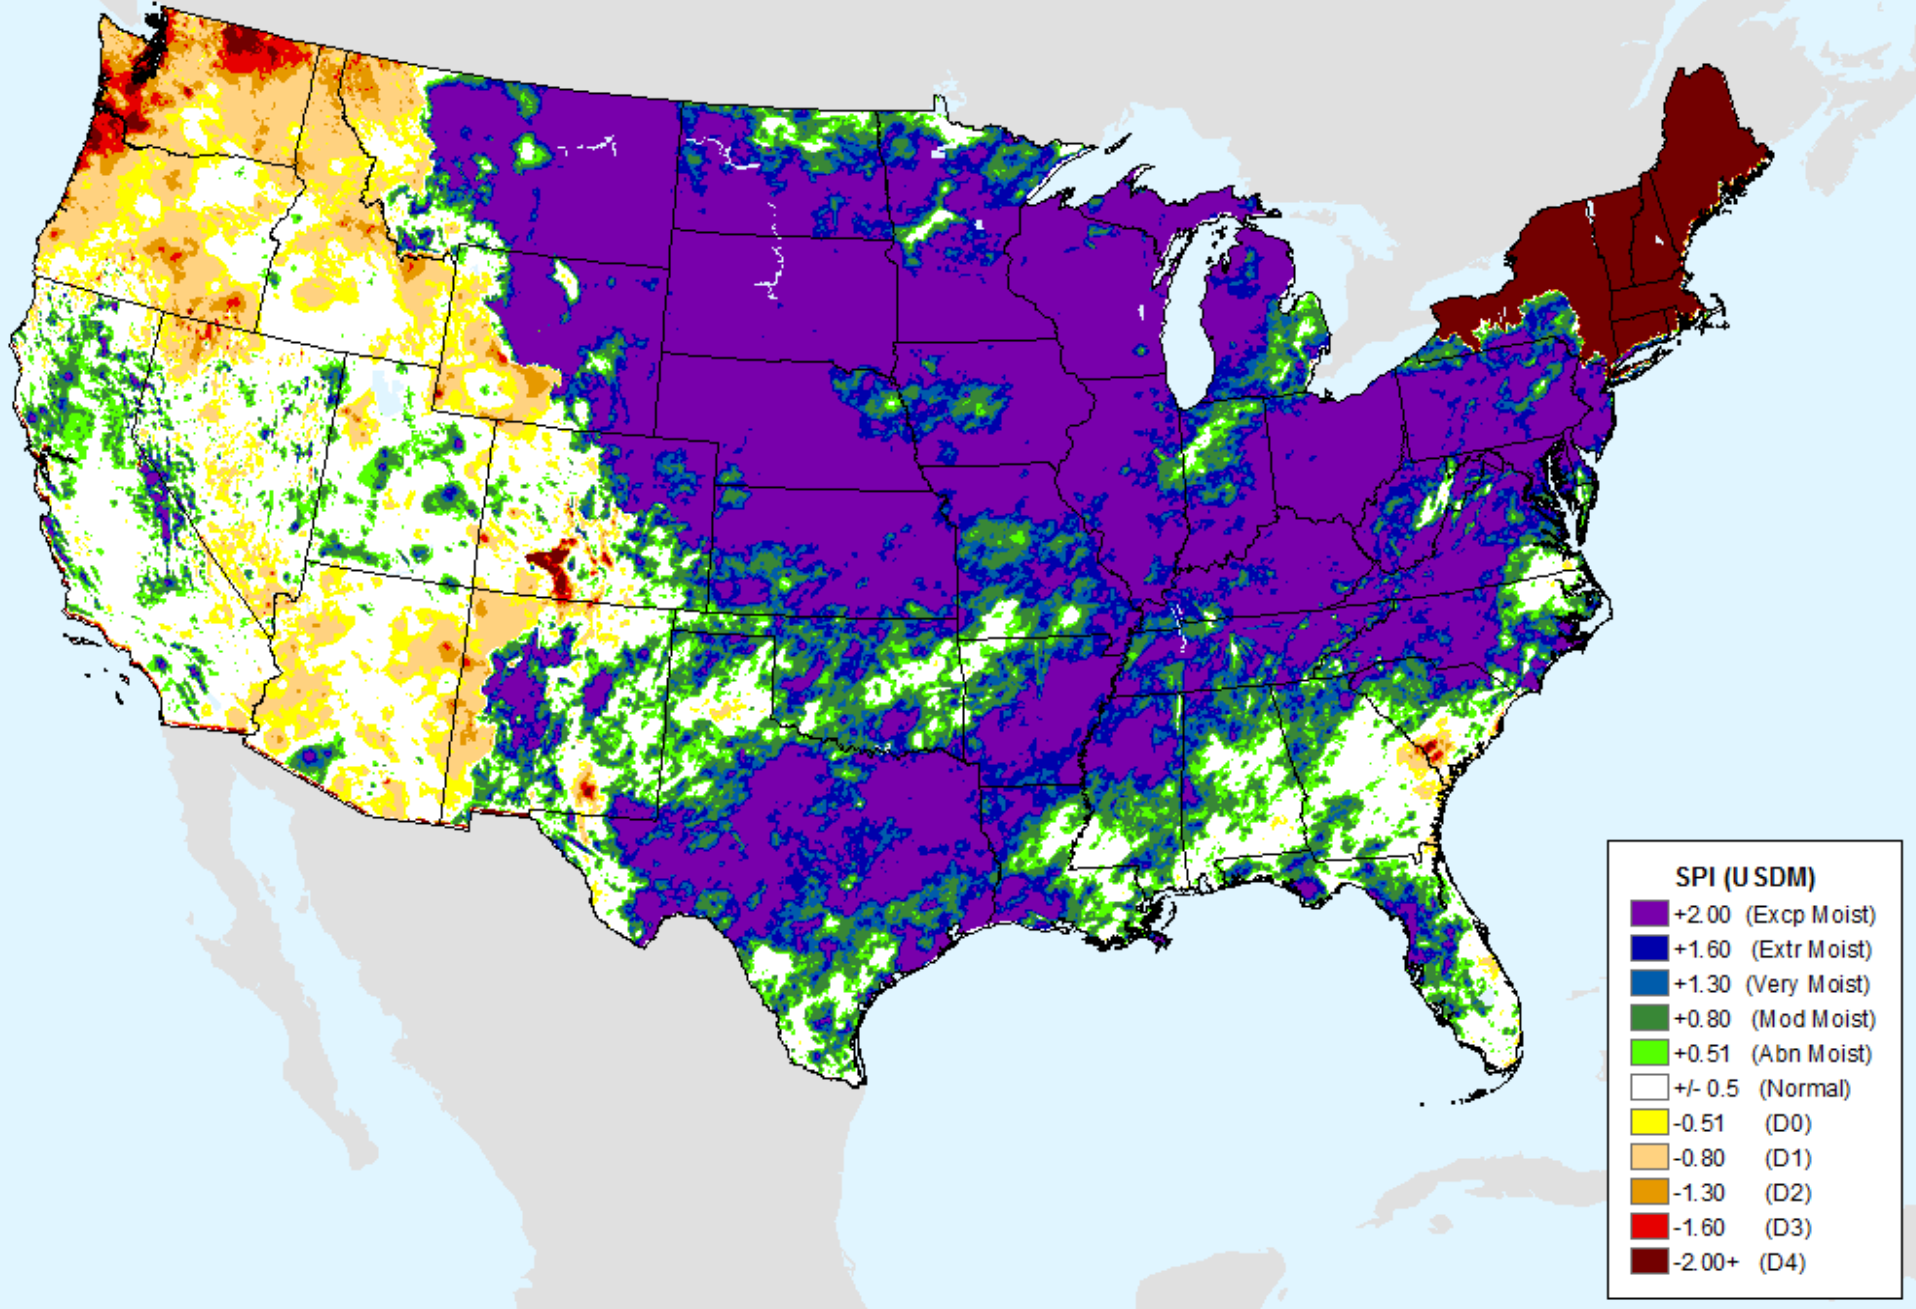 SPI (USDM)
+2.00 (Excp Moist)
+1.60 (Extr Moist)
+1.30 (Very Moist)
+0.80 (Mod Moist)
+0.51 (Abn Moist)
+/- 0.5 (Normal)
-0.51 (D0)
-0.80 (D1)
-1.30 (D2)
-1.60 (D3)
-2.00+ (D4)